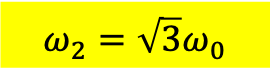 ω₂ = √3ω₀